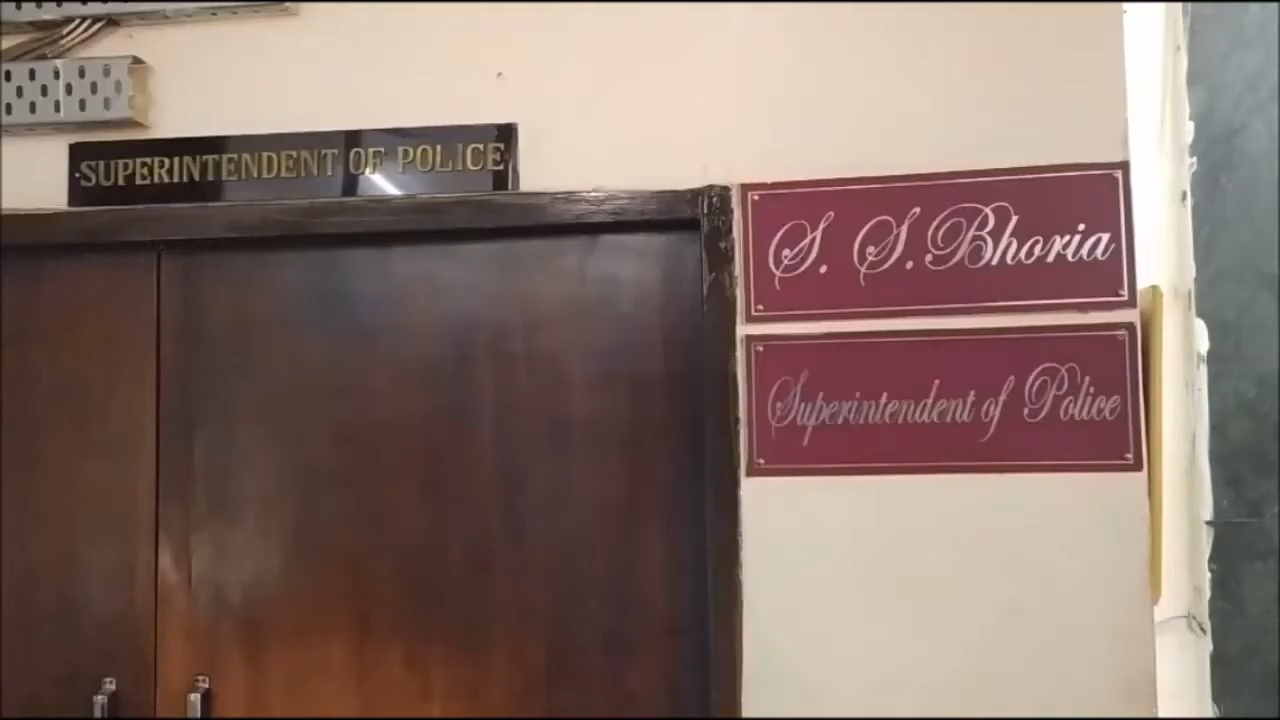 SUPERINTENDENT OF POLICE
S. S. Bhoria
Superintendent of Police